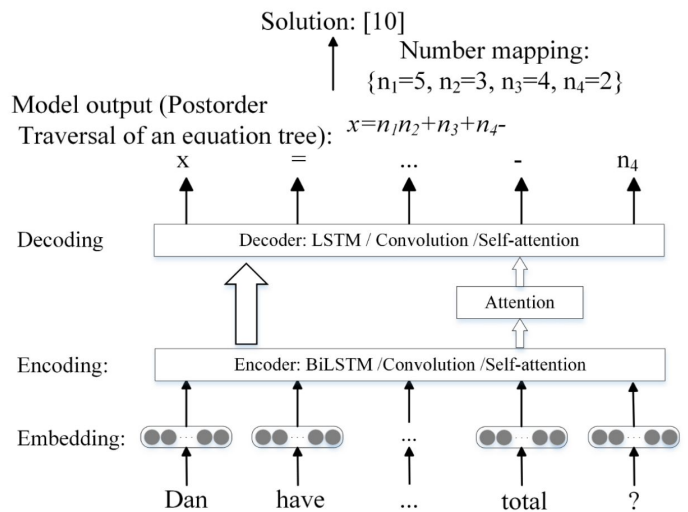 Solution: [10]
Number mapping:
{n₁=5, n₂=3, n₃=4, n₄=2}
Model output (Postorder
Traversal of an equation tree): x=n₁n₂+n₃+n₄-
x = ... - n₄
Decoding Decoder: LSTM / Convolution /Self-attention
Attention
Encoding: Encoder: BiLSTM /Convolution /Self-attention
Embedding: ... ... ... ... ...
Dan have ... total ?